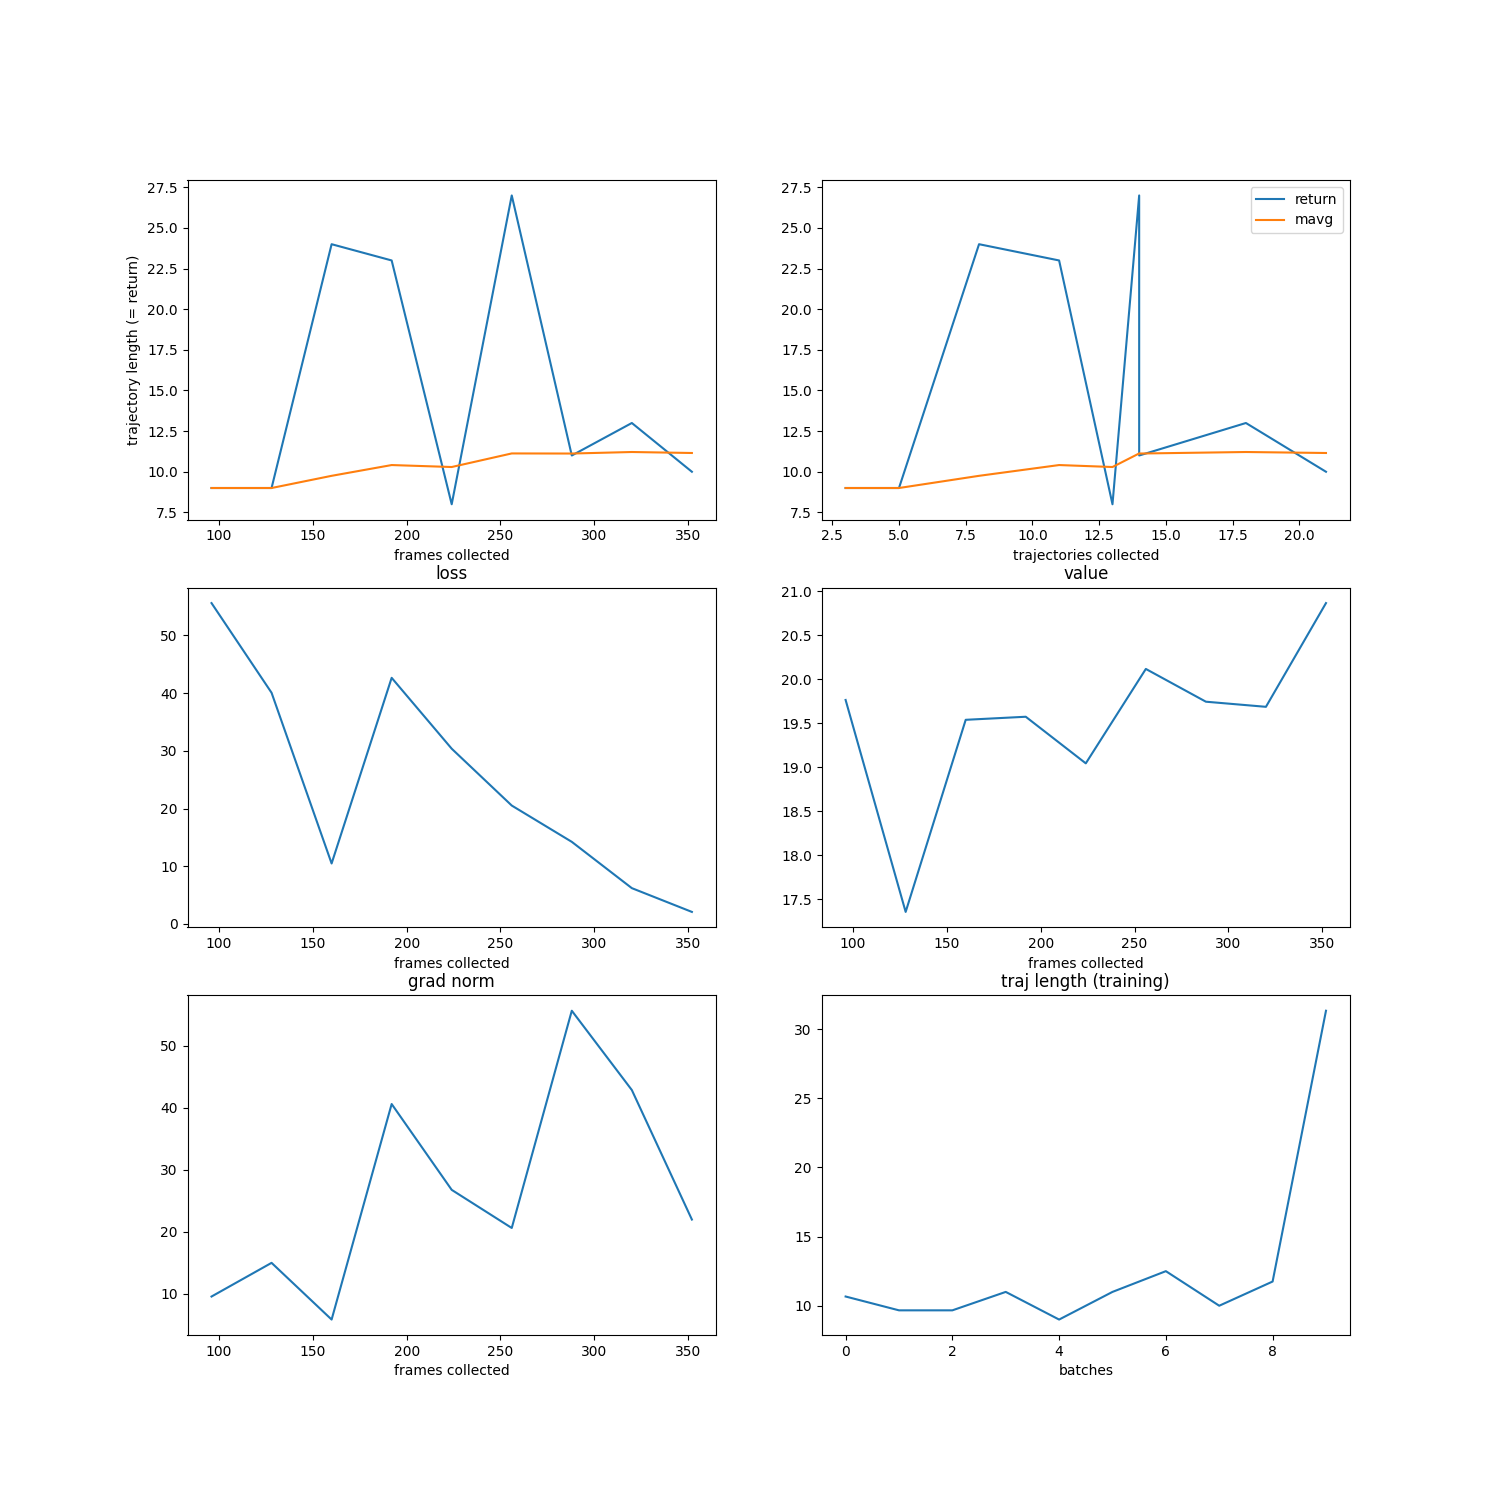 27.5
25.0
22.5
20.0
17.5
15.0
12.5
10.0
7.5
trajectory length (= return)
100 150 200 250 300 350
frames collected
27.5
25.0
22.5
20.0
17.5
15.0
12.5
10.0
7.5
return
mavg
2.5 5.0 7.5 10.0 12.5 15.0 17.5 20.0
trajectories collected
loss
50
40
30
20
10
0
100 150 200 250 300 350
frames collected
value
21.0
20.5
20.0
19.5
19.0
18.5
18.0
17.5
100 150 200 250 300 350
frames collected
grad norm
50
40
30
20
10
100 150 200 250 300 350
frames collected
traj length (training)
30
25
20
15
10
0 2 4 6 8
batches